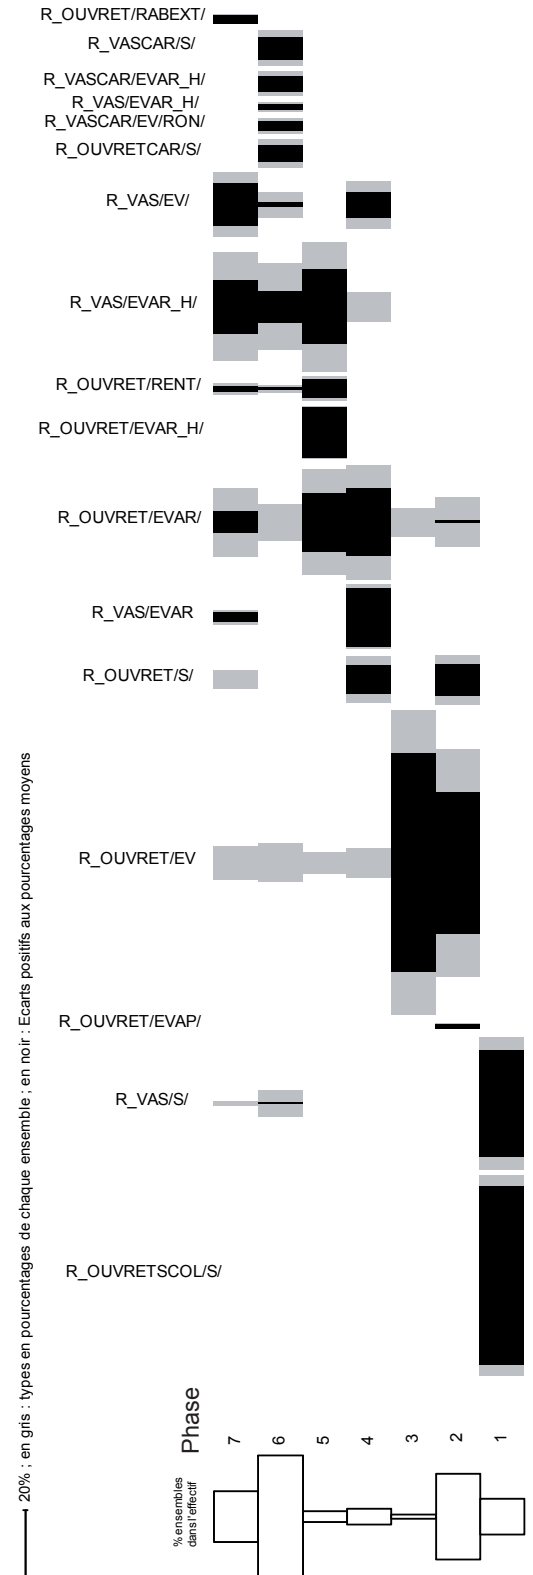 R_OUVRET/RABEXT/
R_VASCAR/S/
R_VASCAR/EVAR_H/
R_VAS/EVAR_H/
R_VASCAR/EV/RON/
R_OUVRETCAR/S/
R_VAS/EV/
R_VAS/EVAR_H/
R_OUVRET/RENT/
R_OUVRET/EVAR_H/
R_OUVRET/EVAR/
R_VAS/EVAR
R_OUVRET/S/
R_OUVRET/EV
R_OUVRET/EVAP/
R_VAS/S/
R_OUVRETSCOL/S/
20% ; en gris : types en pourcentages de chaque ensemble ; en noir : Ecarts positifs aux pourcentages moyens
Phase
7
6
5
4
3
2
1
% ensembles
dans l'effectif